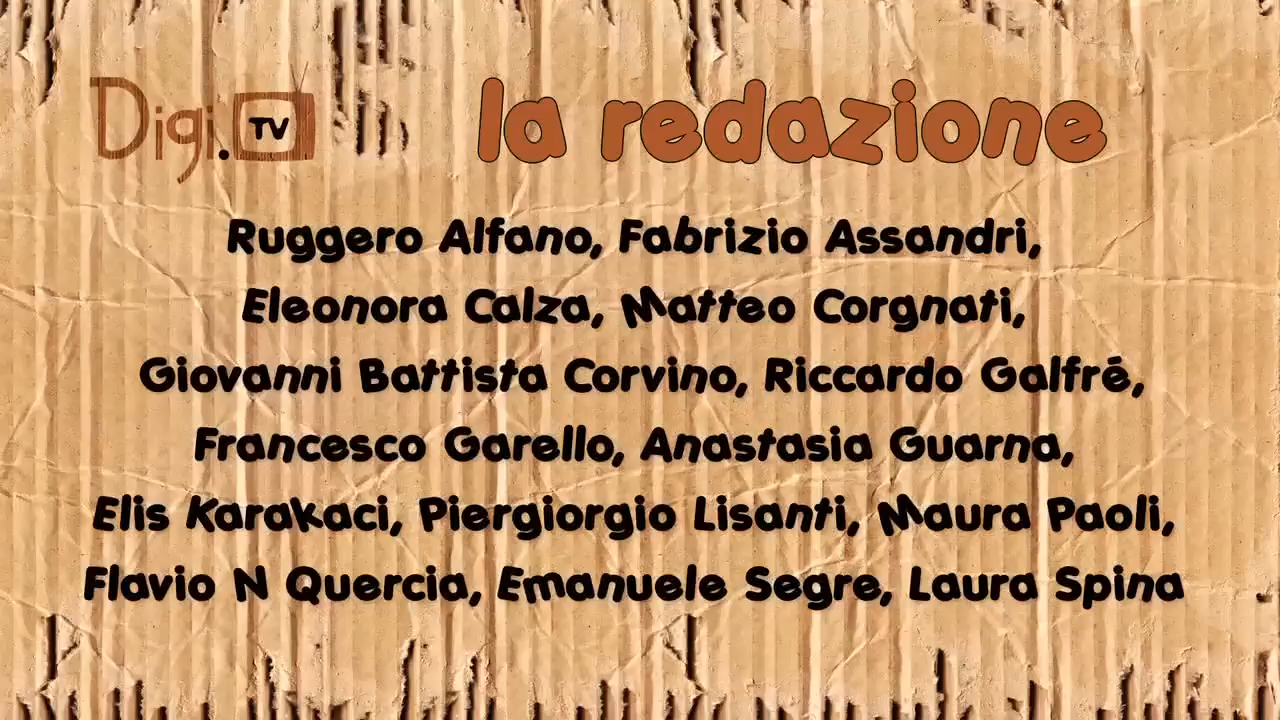 Digi.TV
la redazione
Ruggero Alfano, Fabrizio Assandri,
Eleonora Calza, Matteo Corgnati,
Giovanni Battista Corvino, Riccardo Galfré,
Francesco Garello, Anastasia Guarna,
Elis Karakaci, Piergiorgio Lisanti, Maura Paoli,
Flavio N Quercia, Emanuele Segre, Laura Spina